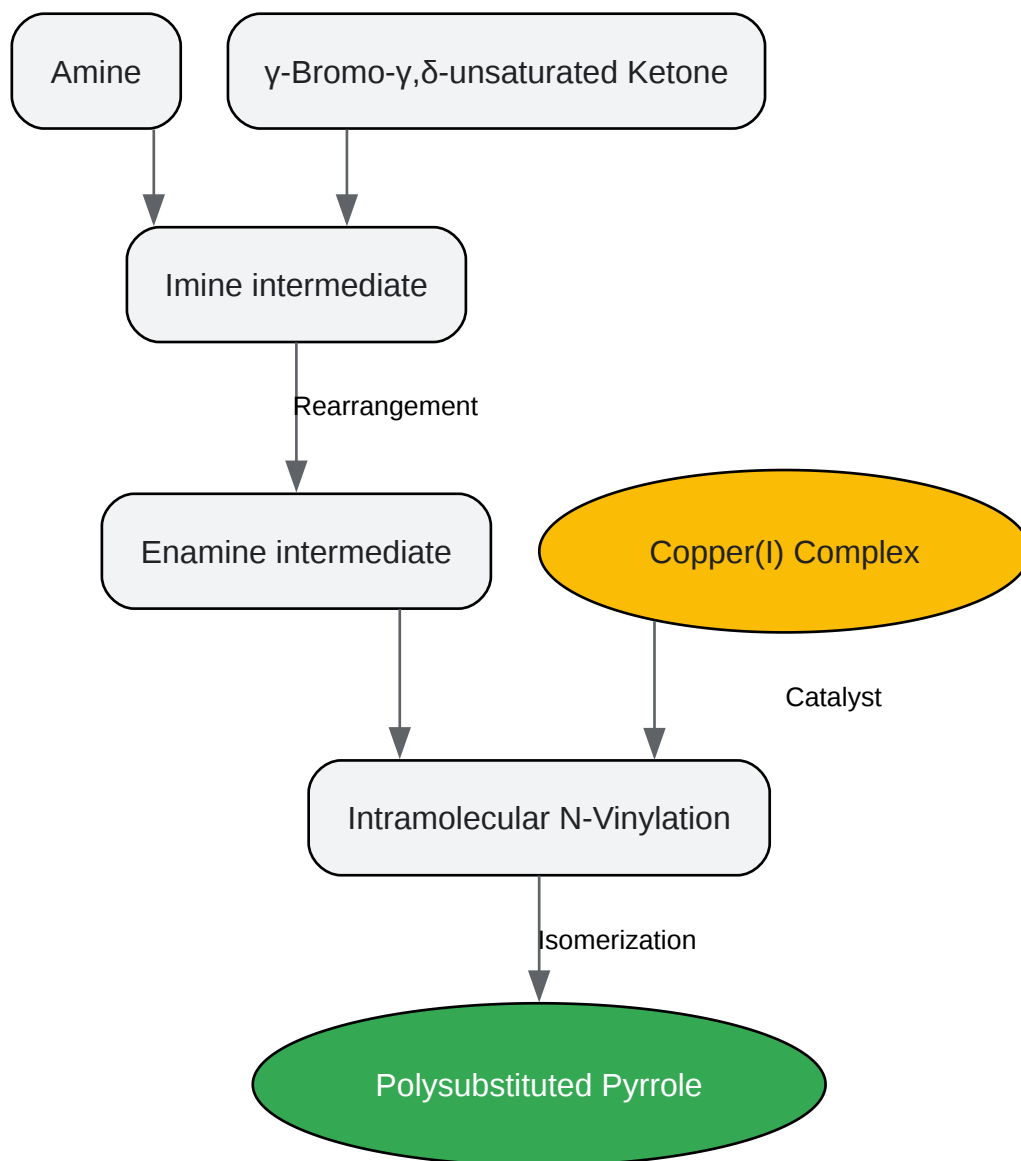 Amine
γ-Bromo-γ,δ-unsaturated Ketone
Imine intermediate
Rearrangement
Enamine intermediate
Copper(I) Complex
Catalyst
Intramolecular N-Vinylation
Isomerization
Polysubstituted Pyrrole